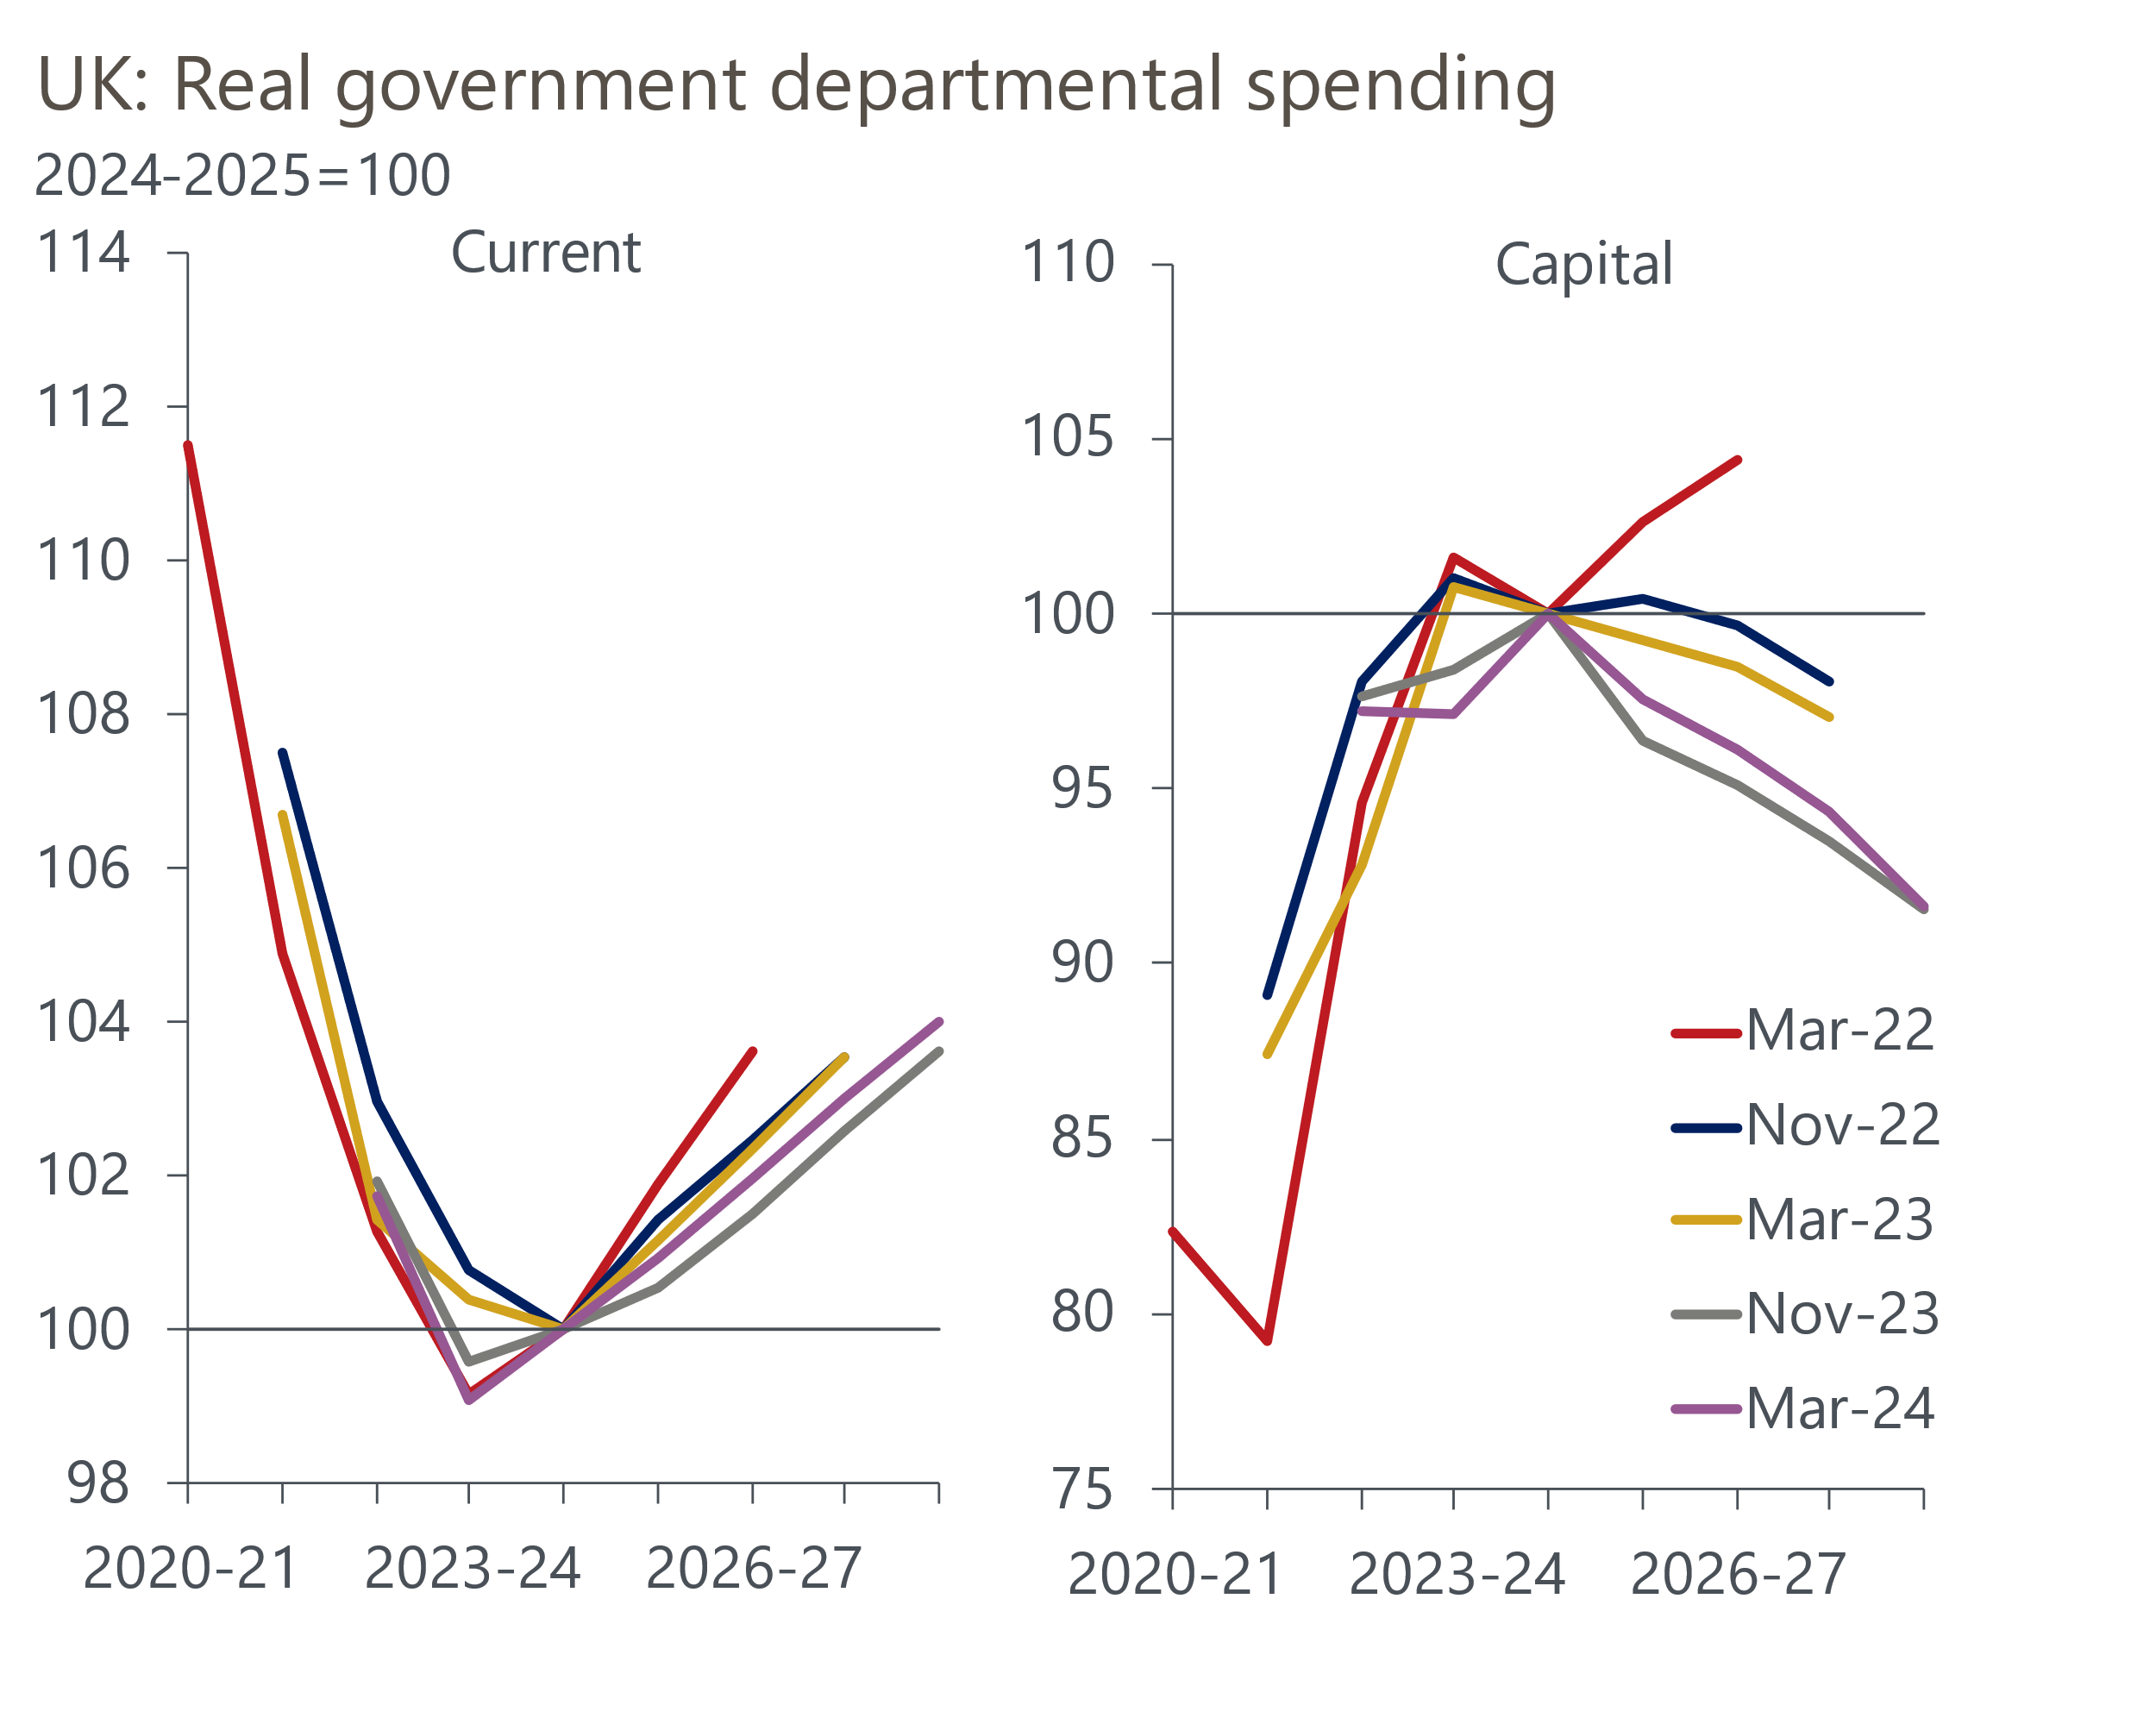 UK: Real government departmental spending
2024-2025=100
Current
114
112
110
108
106
104
102
100
98
2020-21 2023-24 2026-27
Capital
110
105
100
95
90
85
80
75
2020-21 2023-24 2026-27
Mar-22
Nov-22
Mar-23
Nov-23
Mar-24